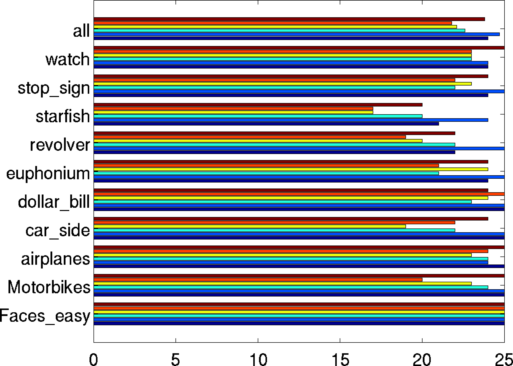 all
watch
stop_sign
starfish
revolver
euphonium
dollar_bill
car_side
airplanes
Motorbikes
Faces_easy
0 5 10 15 20 25